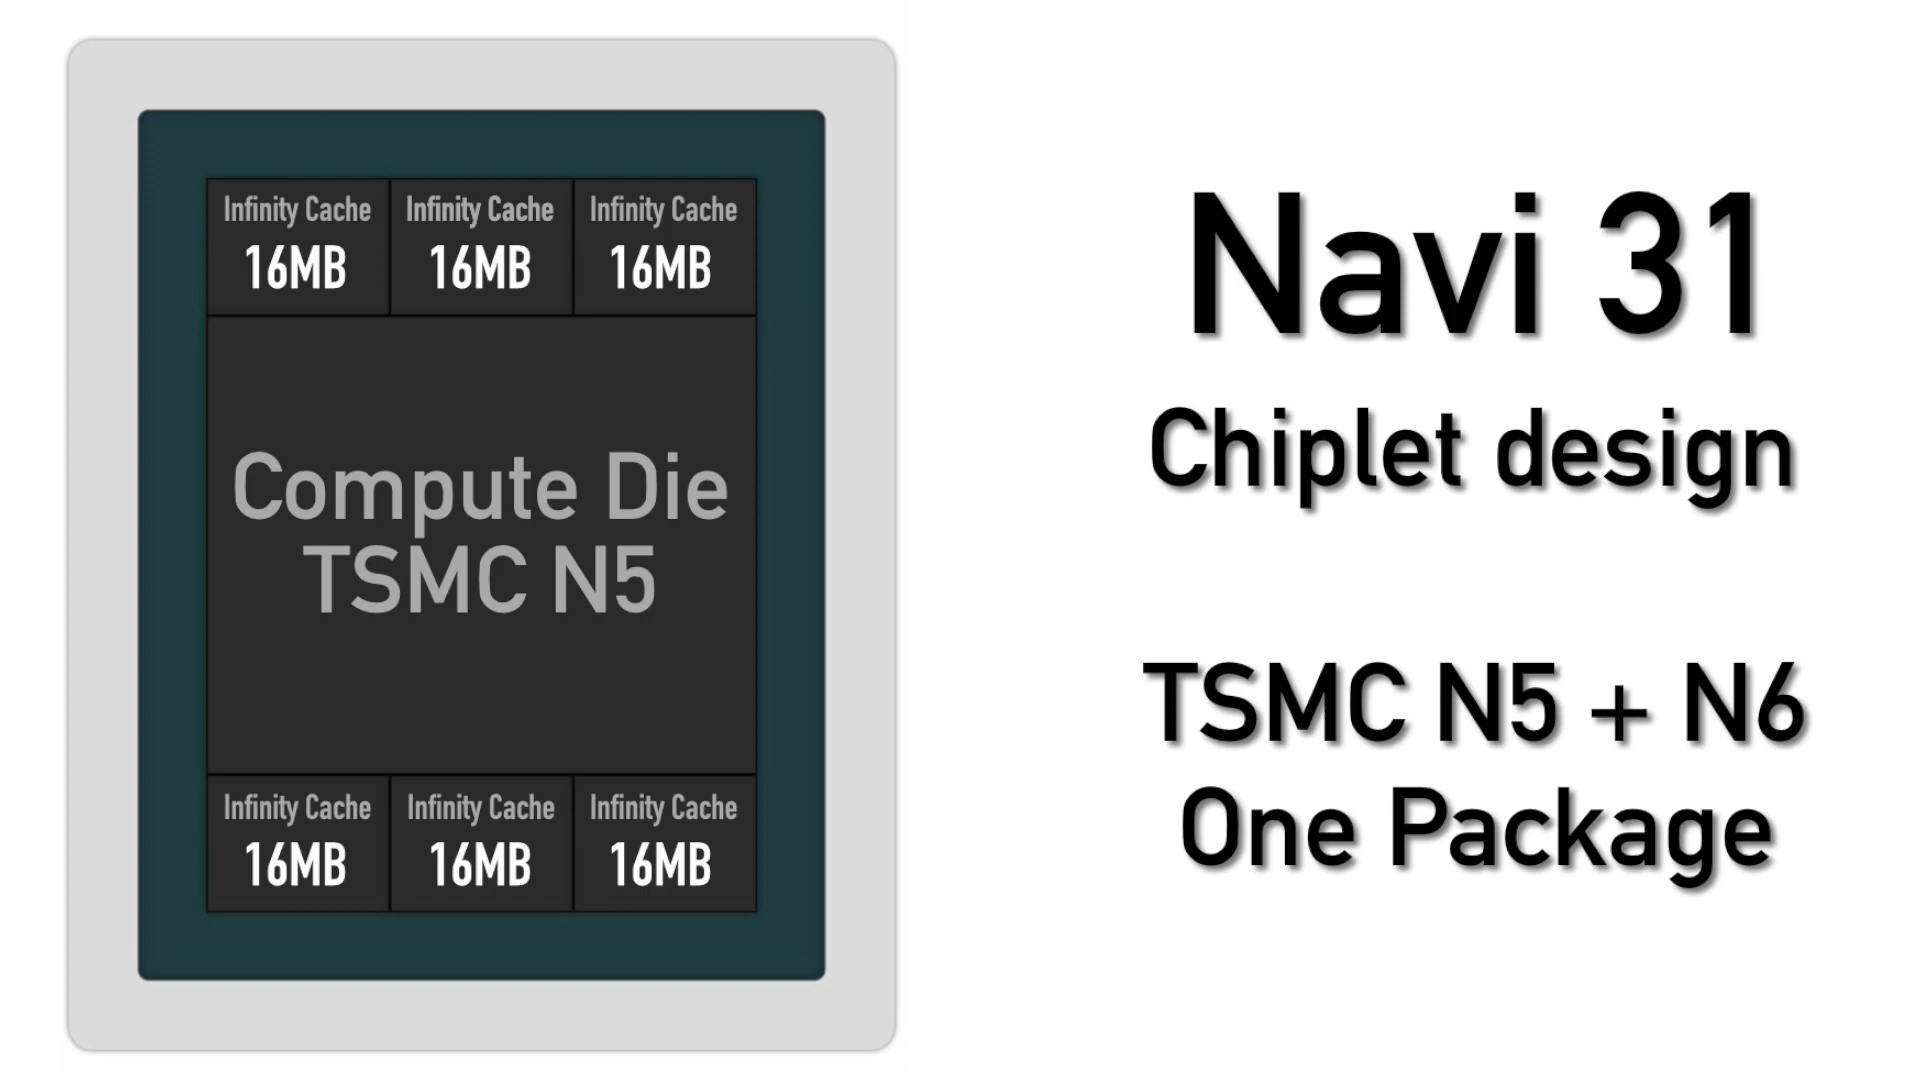 Infinity Cache Infinity Cache Infinity Cache
16MB 16MB 16MB
Compute Die
TSMC N5
Infinity Cache Infinity Cache Infinity Cache
16MB 16MB 16MB
Navi 31
Chiplet design
TSMC N5 + N6
One Package